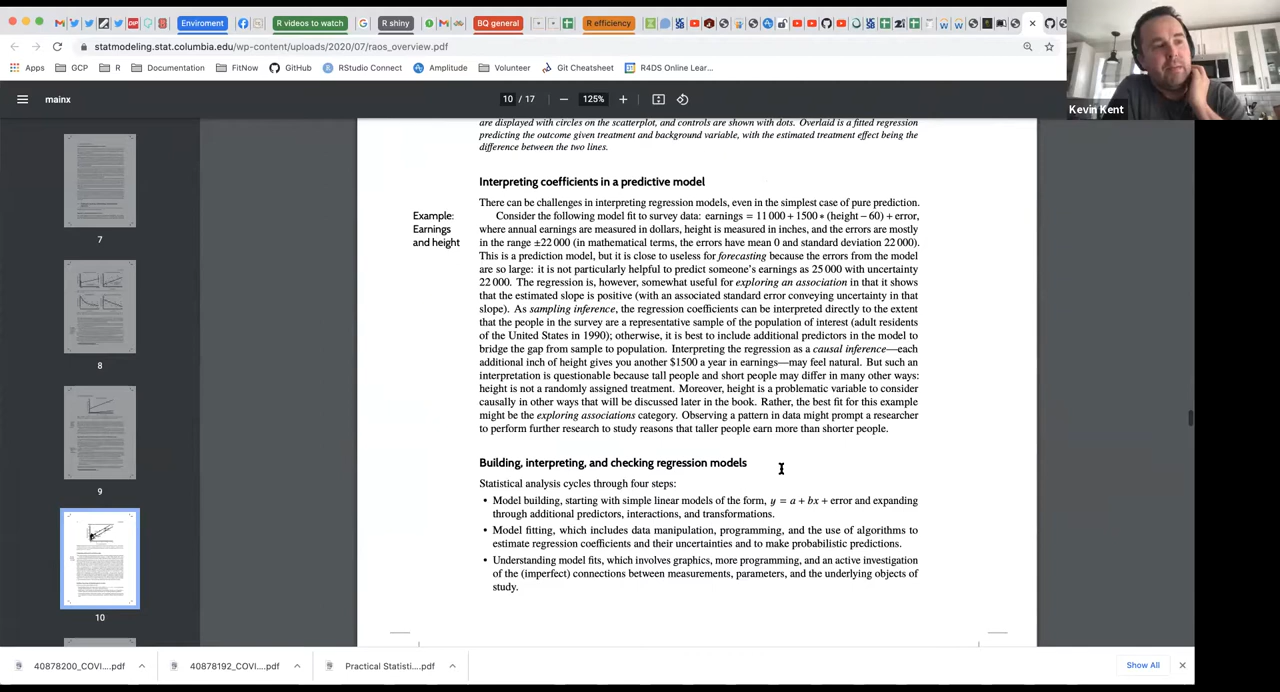 Enviroment
R videos to watch
R shiny
BQ general
R efficiency
statmodeling.stat.columbia.edu/wp-content/uploads/2020/07/raos_overview.pdf
Apps
GCP
R
Documentation
FitNow
GitHub
RStudio Connect
Amplitude
Volunteer
Git Cheatsheet
R4DS Online Lear...
Kevin Kent
mainx
10 / 17
125%
7
8
9
10
are displayed with circles on the scatterplot, and controls are shown with dots. Overlaid is a fitted regression
predicting the outcome given treatment and background variable, with the estimated treatment effect being the
difference between the two lines.
Interpreting coefficients in a predictive model
Example:
Earnings
and height
There can be challenges in interpreting regression models, even in the simplest case of pure prediction.
Consider the following model fit to survey data: earnings = 11 000 + 1500 * (height − 60) + error,
where annual earnings are measured in dollars, height is measured in inches, and the errors are mostly
in the range ±22 000 (in mathematical terms, the errors have mean 0 and standard deviation 22 000).
This is a prediction model, but it is close to useless for forecasting because the errors from the model
are so large: it is not particularly helpful to predict someone's earnings as 25 000 with uncertainty
22 000. The regression is, however, somewhat useful for exploring an association in that it shows
that the estimated slope is positive (with an associated standard error conveying uncertainty in that
slope). As sampling inference, the regression coefficients can be interpreted directly to the extent
that the people in the survey are a representative sample of the population of interest (adult residents
of the United States in 1990); otherwise, it is best to include additional predictors in the model to
bridge the gap from sample to population. Interpreting the regression as a causal inference—each
additional inch of height gives you another $1500 a year in earnings—may feel natural. But such an
interpretation is questionable because tall people and short people may differ in many other ways:
height is not a randomly assigned treatment. Moreover, height is a problematic variable to consider
causally in other ways that will be discussed later in the book. Rather, the best fit for this example
might be the exploring associations category. Observing a pattern in data might prompt a researcher
to perform further research to study reasons that taller people earn more than shorter people.
Building, interpreting, and checking regression models
Statistical analysis cycles through four steps:
• Model building, starting with simple linear models of the form, y = a + bx + error and expanding
through additional predictors, interactions, and transformations.
• Model fitting, which includes data manipulation, programming, and the use of algorithms to
estimate regression coefficients and their uncertainties and to make probabilistic predictions.
• Understanding model fits, which involves graphics, more programming, and an active investigation
of the (imperfect) connections between measurements, parameters, and the underlying objects of
study.
40878200_COVI....pdf
40878192_COVI....pdf
Practical Statisti....pdf
Show All